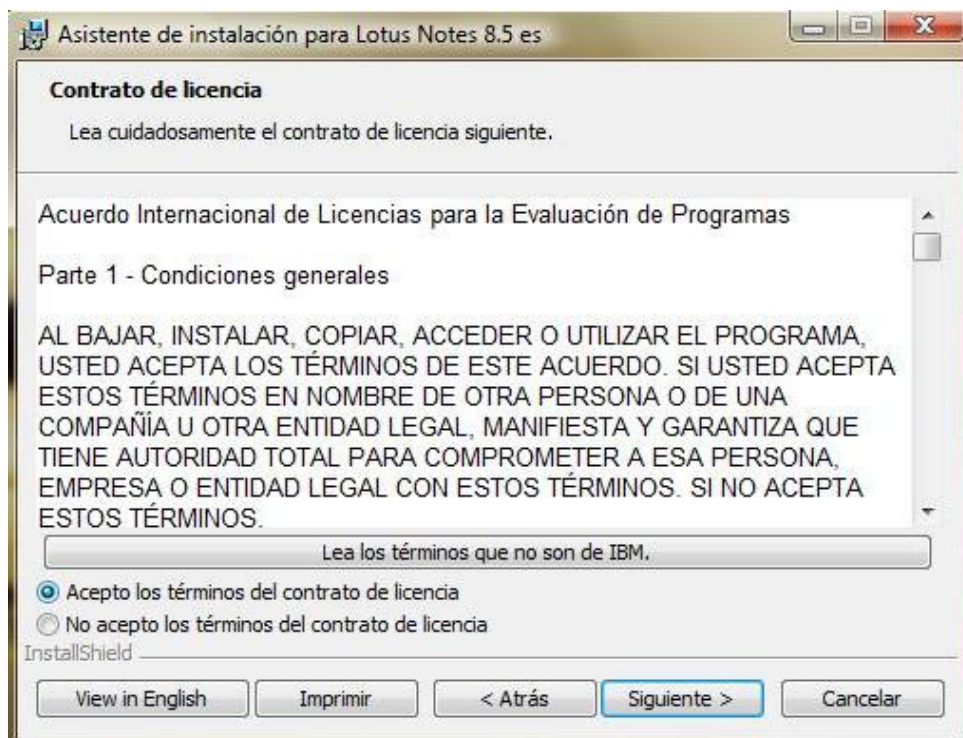 Asistente de instalación para Lotus Notes 8.5 es
Contrato de licencia
Lea cuidadosamente el contrato de licencia siguiente.
Acuerdo Internacional de Licencias para la Evaluación de Programas
Parte 1 - Condiciones generales
AL BAJAR, INSTALAR, COPIAR, ACCEDER O UTILIZAR EL PROGRAMA,
USTED ACEPTA LOS TÉRMINOS DE ESTE ACUERDO. SI USTED ACEPTA
ESTOS TÉRMINOS EN NOMBRE DE OTRA PERSONA O DE UNA
COMPAÑÍA U OTRA ENTIDAD LEGAL, MANIFIESTA Y GARANTIZA QUE
TIENE AUTORIDAD TOTAL PARA COMPROMETER A ESA PERSONA,
EMPRESA O ENTIDAD LEGAL CON ESTOS TÉRMINOS. SI NO ACEPTA
ESTOS TÉRMINOS.
Lea los términos que no son de IBM.
Acepto los términos del contrato de licencia
No acepto los términos del contrato de licencia
InstallShield
View in English Imprimir < Atrás Siguiente > Cancelar